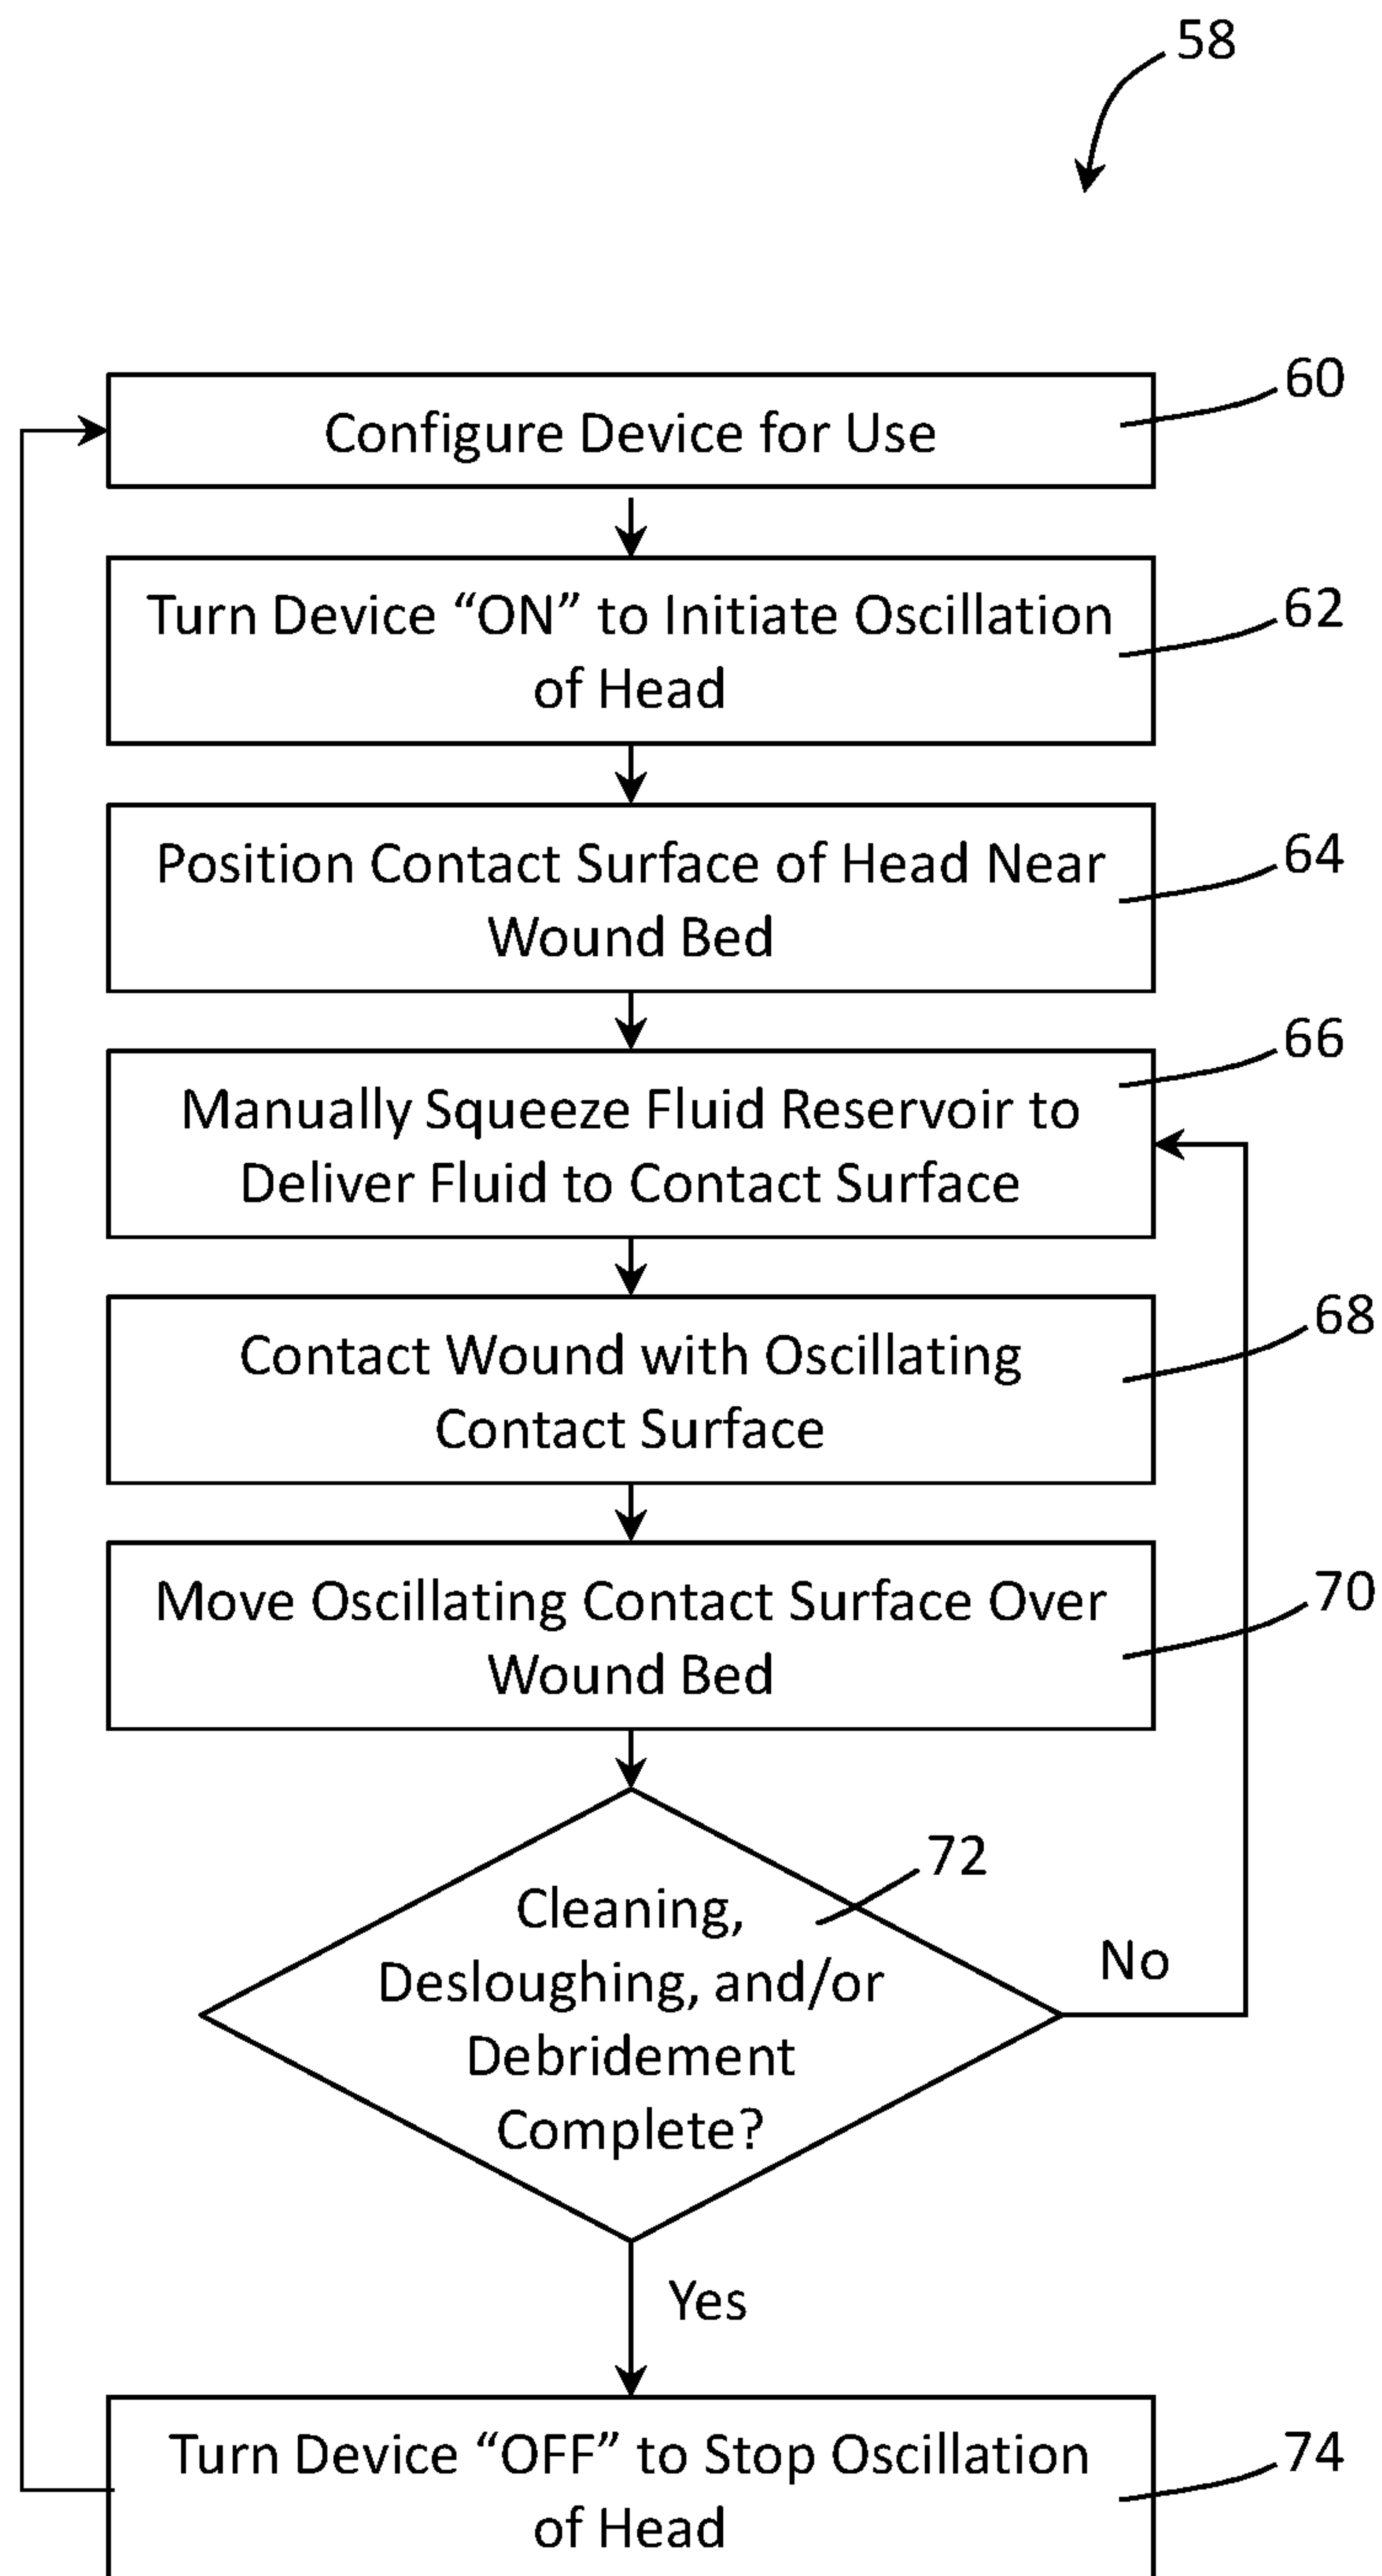 58
60
Configure Device for Use
62
Turn Device “ON” to Initiate Oscillation
of Head
64
Position Contact Surface of Head Near
Wound Bed
66
Manually Squeeze Fluid Reservoir to
Deliver Fluid to Contact Surface
68
Contact Wound with Oscillating
Contact Surface
70
Move Oscillating Contact Surface Over
Wound Bed
72
Cleaning,
Desloughing, and/or
Debridement
Complete?
No
Yes
74
Turn Device “OFF” to Stop Oscillation
of Head